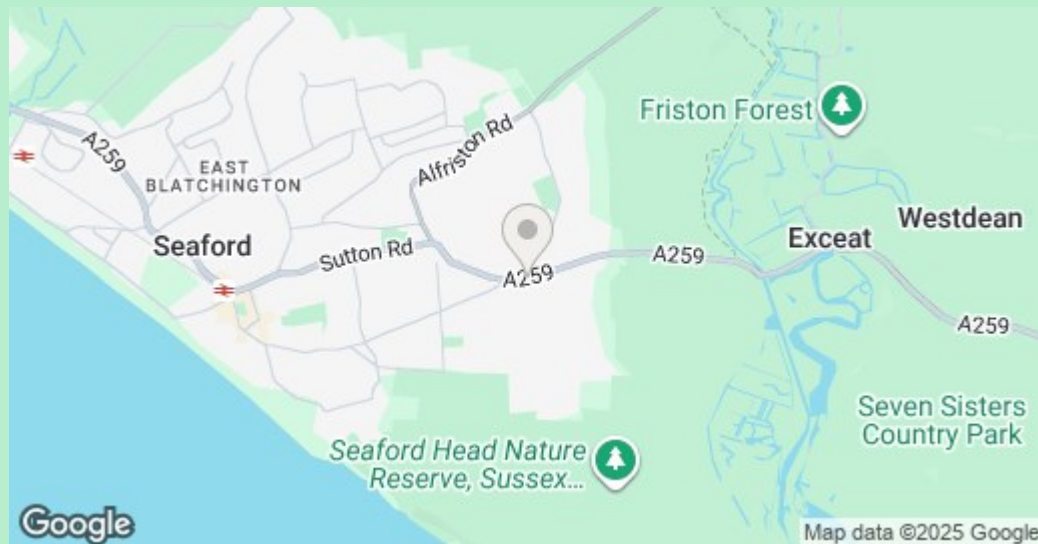 Friston Forest
A259
Alfriston Rd
EAST
BLATCHINGTON
Westdean
Seaford
Sutton Rd
Exceat
A259
A259
A259
Seven Sisters
Country Park
Seaford Head Nature
Reserve, Sussex...
Google
Map data ©2025 Google